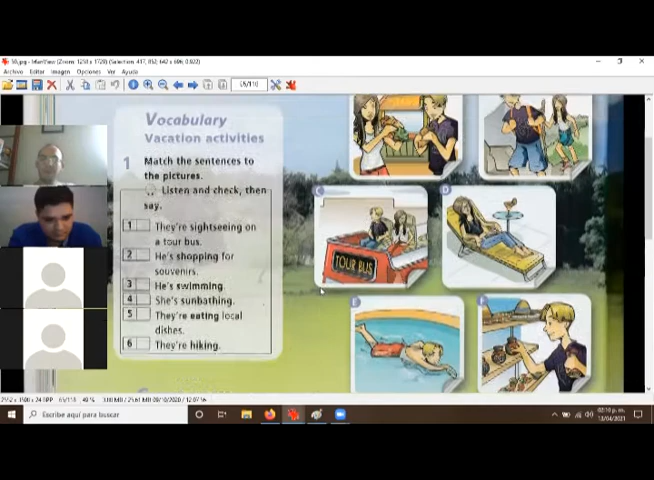 Archivo Editar Imagen Opciones Ver Ayuda
Vocabulary
Vacation activities
1 Match the sentences to
the pictures.
Listen and check, then
say.
1 They're sightseeing on
a tour bus.
2 He's shopping for
souvenirs.
3 He's swimming.
4 She's sunbathing.
5 They're eating local
dishes.
6 They're hiking.
C
D
TOUR BUS
E
F
Escribe aquí para buscar